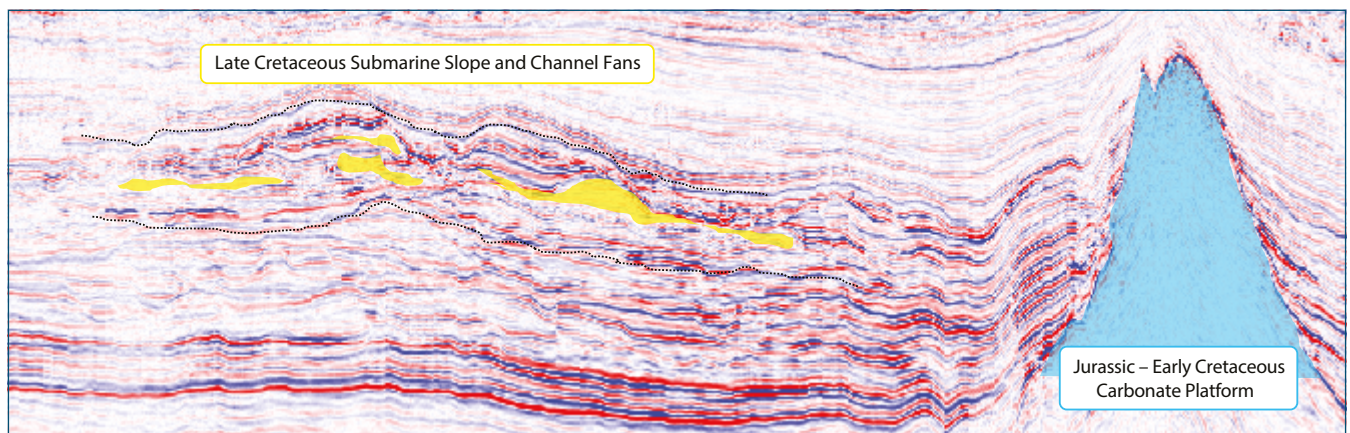 Late Cretaceous Submarine Slope and Channel Fans
Jurassic – Early Cretaceous
Carbonate Platform